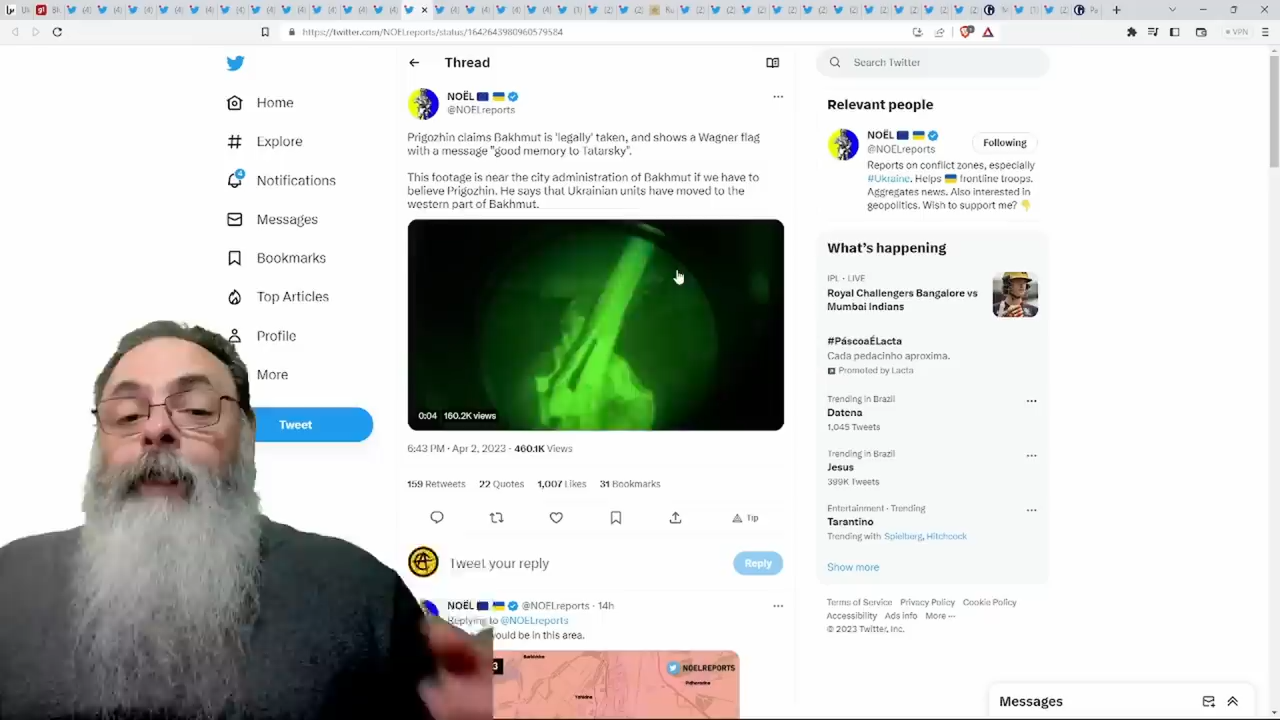 https://twitter.com/NOELreports/status/1642643980960579584
VPN
Home
Explore
4
Notifications
Messages
Bookmarks
Top Articles
Profile
More
Tweet
Thread
NOËL
@NOELreports
Prigozhin claims Bakhmut is 'legally' taken, and shows a Wagner flag
with a message "good memory to Tatarsky".
This footage is near the city administration of Bakhmut if we have to
believe Prigozhin. He says that Ukrainian units have moved to the
western part of Bakhmut.
0:04 160.2K views
6:43 PM · Apr 2, 2023 · 460.1K Views
159 Retweets 22 Quotes 1,007 Likes 31 Bookmarks
Tip
Tweet your reply
Reply
NOËL @NOELreports · 14h
Replying to @NOELreports
would be in this area.
3
NOELREPORTS
Search Twitter
Relevant people
NOËL
@NOELreports
Following
Reports on conflict zones, especially
#Ukraine. Helps frontline troops.
Aggregates news. Also interested in
geopolitics. Wish to support me?
What's happening
IPL · LIVE
Royal Challengers Bangalore vs
Mumbai Indians
#PáscoaÉLacta
Cada pedacinho aproxima.
Promoted by Lacta
Trending in Brazil
Datena
1,045 Tweets
Trending in Brazil
Jesus
399K Tweets
Entertainment · Trending
Tarantino
Trending with Spielberg, Hitchcock
Show more
Terms of Service Privacy Policy Cookie Policy
Accessibility Ads info More ···
© 2023 Twitter, Inc.
Messages